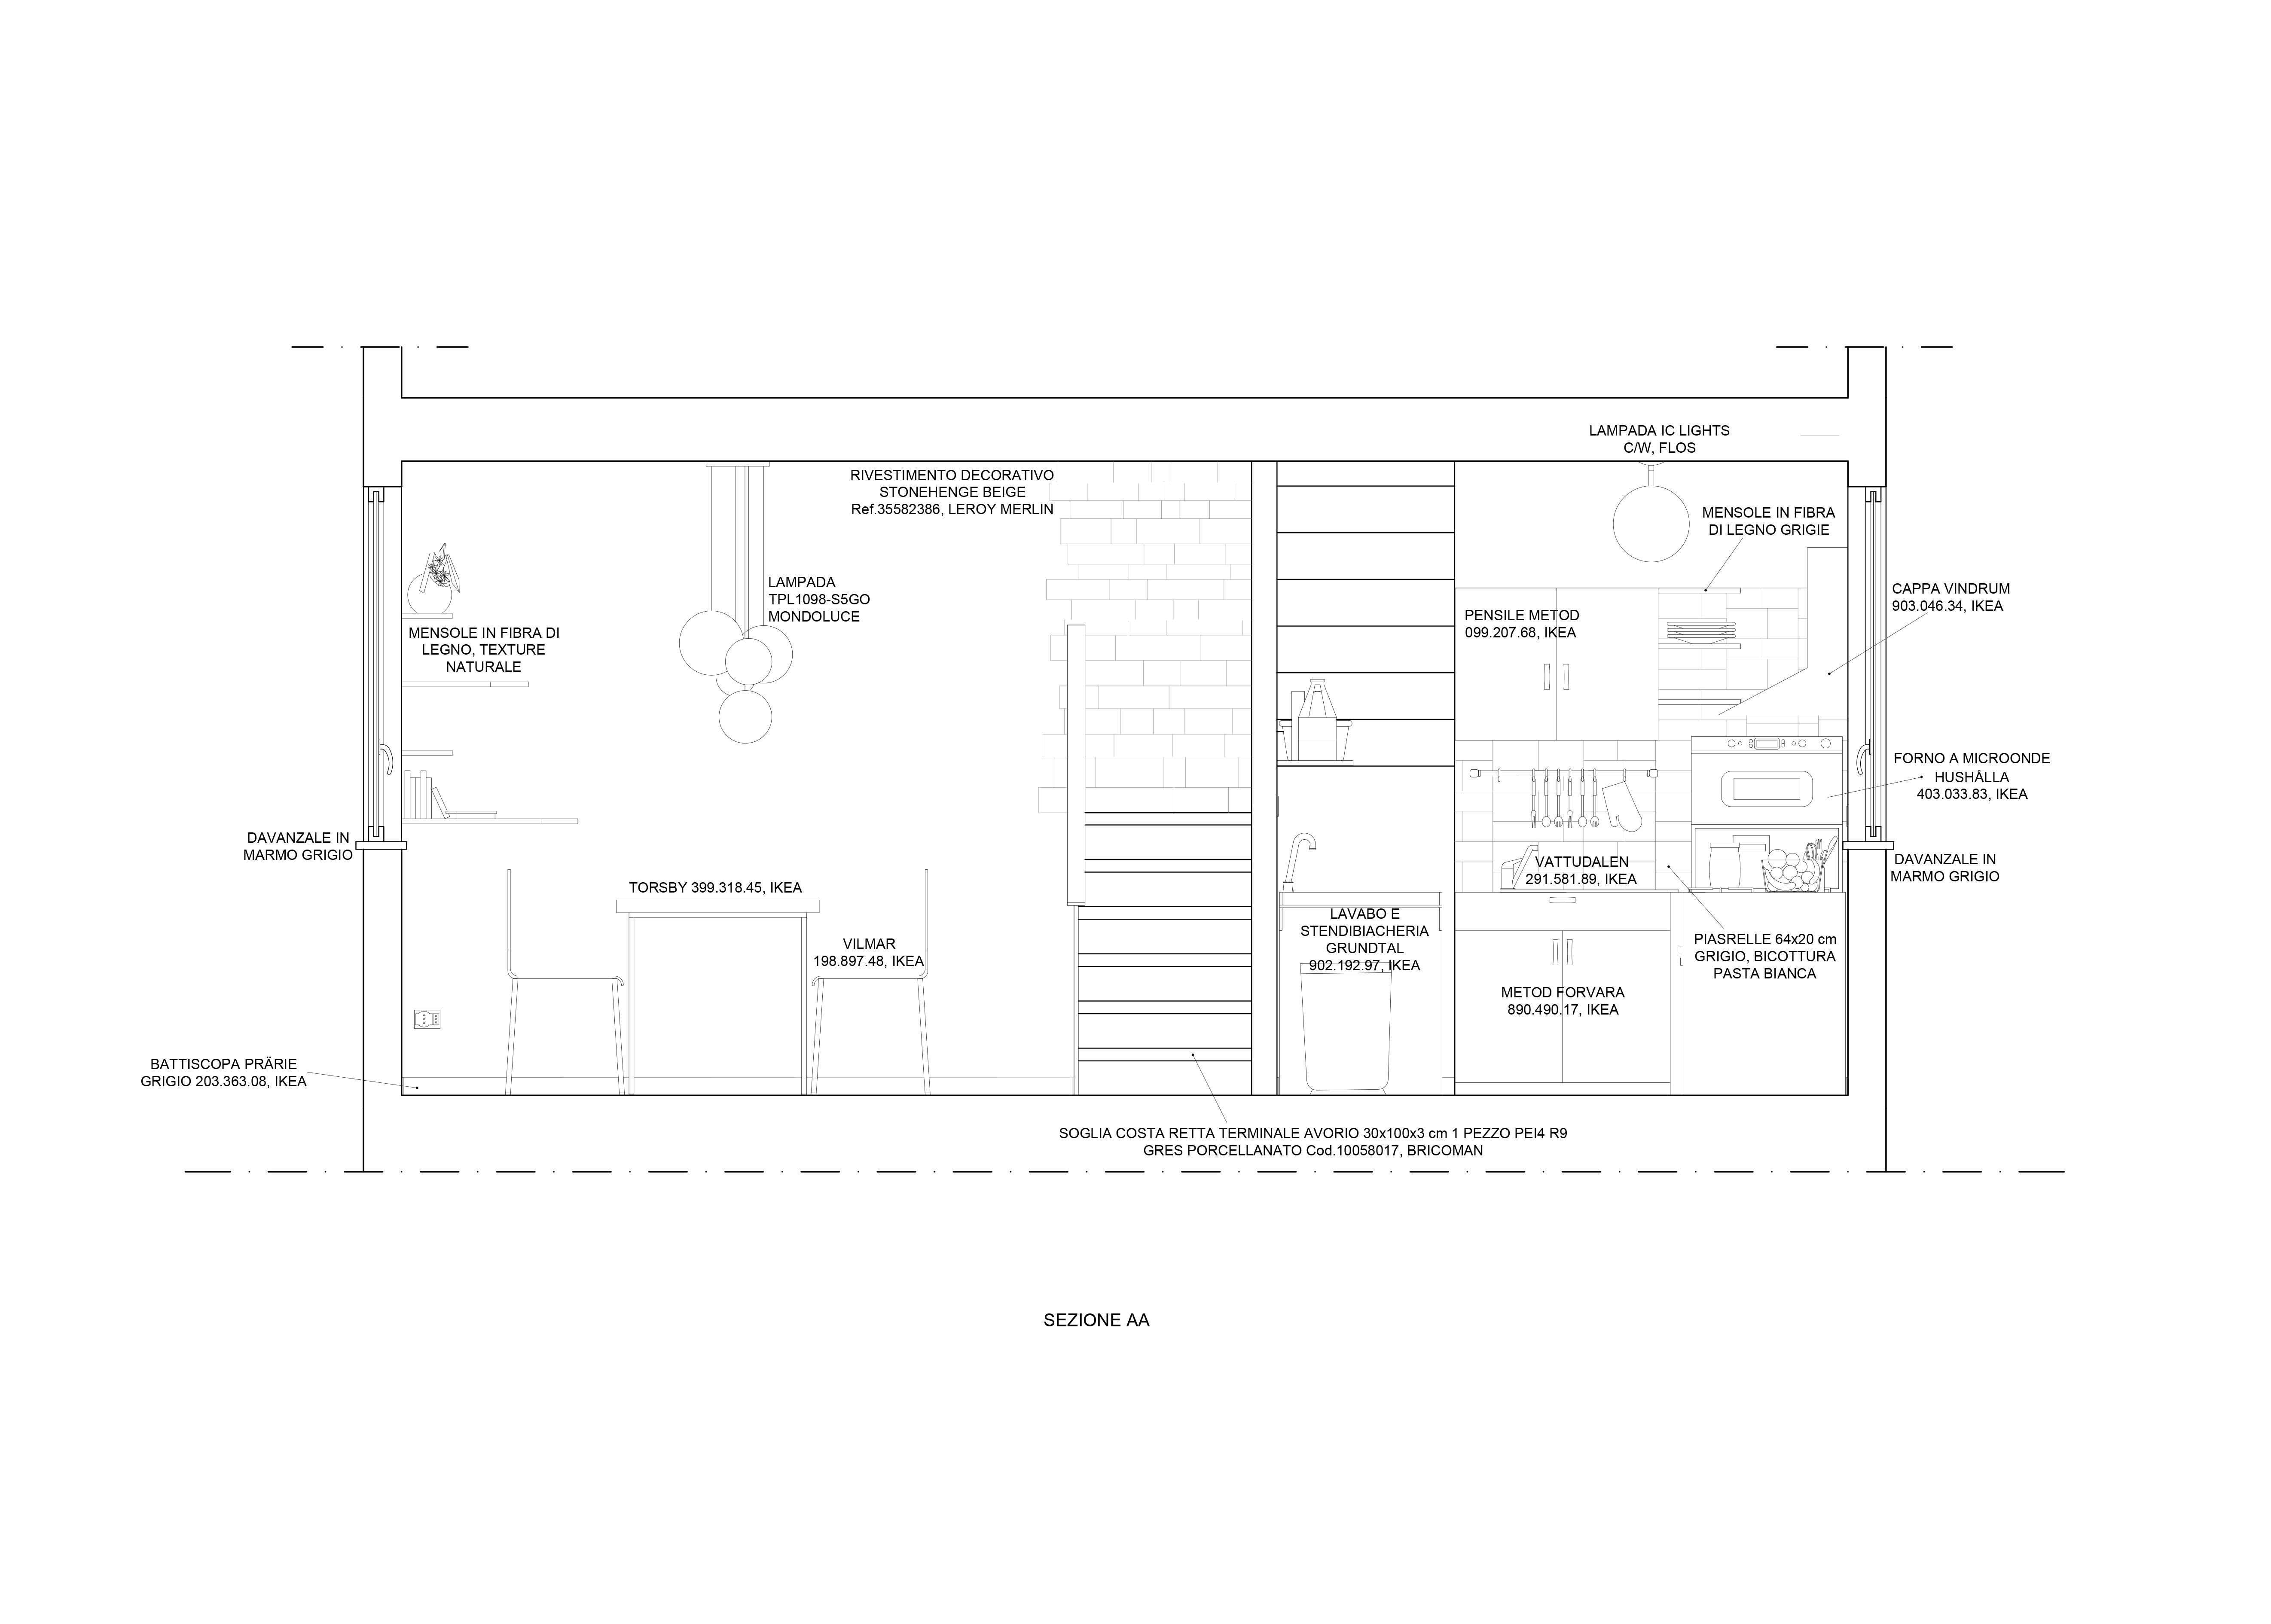 LAMPADA IC LIGHTS
C/W, FLOS
RIVESTIMENTO DECORATIVO
STONEHENGE BEIGE
Ref.35582386, LEROY MERLIN
MENSOLE IN FIBRA
DI LEGNO GRIGIE
LAMPADA
TPL1098-S5GO
MONDOLUCE
CAPPA VINDRUM
903.046.34, IKEA
PENSILE METOD
099.207.68, IKEA
MENSOLE IN FIBRA DI
LEGNO, TEXTURE
NATURALE
FORNO A MICROONDE
HUSHÅLLA
403.033.83, IKEA
DAVANZALE IN
MARMO GRIGIO
VATTUDALEN
291.581.89, IKEA
DAVANZALE IN
MARMO GRIGIO
TORSBY 399.318.45, IKEA
LAVABO E
STENDIBIACHERIA
GRUNDTAL
902.192.97, IKEA
VILMAR
198.897.48, IKEA
PIASRELLE 64x20 cm
GRIGIO, BICOTTURA
PASTA BIANCA
METOD FORVARA
890.490.17, IKEA
BATTISCOPA PRÄRIE
GRIGIO 203.363.08, IKEA
SOGLIA COSTA RETTA TERMINALE AVORIO 30x100x3 cm 1 PEZZO PEI4 R9
GRES PORCELLANATO Cod.10058017, BRICOMAN
SEZIONE AA